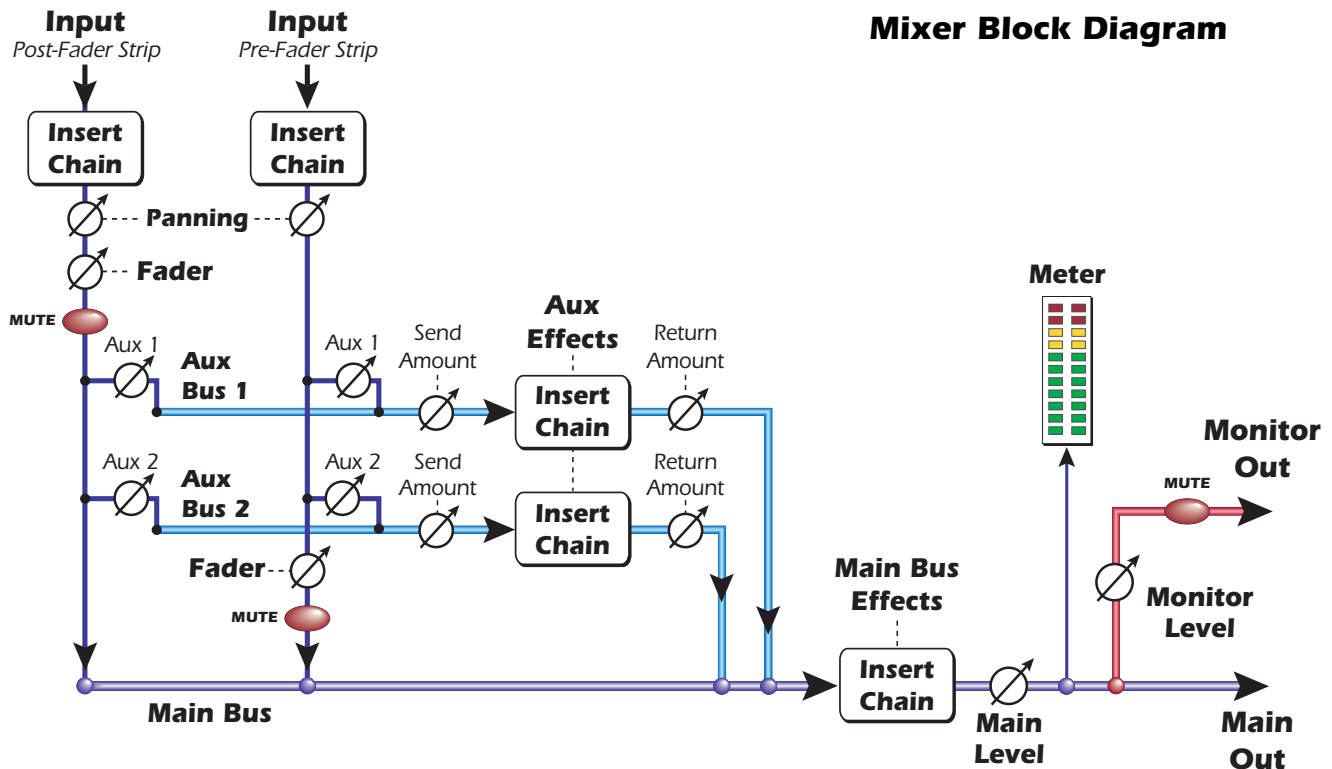 Mixer Block Diagram
Input
Post-Fader Strip
Input
Pre-Fader Strip
Insert
Chain
Insert
Chain
Panning
Fader
MUTE
Aux 1
Aux
Bus 1
Aux 1
Send
Amount
Aux
Effects
Insert
Chain
Return
Amount
Aux 2
Aux
Bus 2
Aux 2
Send
Amount
Insert
Chain
Return
Amount
Fader
MUTE
Main Bus
Main Bus
Effects
Insert
Chain
Main
Level
Meter
Monitor
Out
MUTE
Monitor
Level
Main
Out